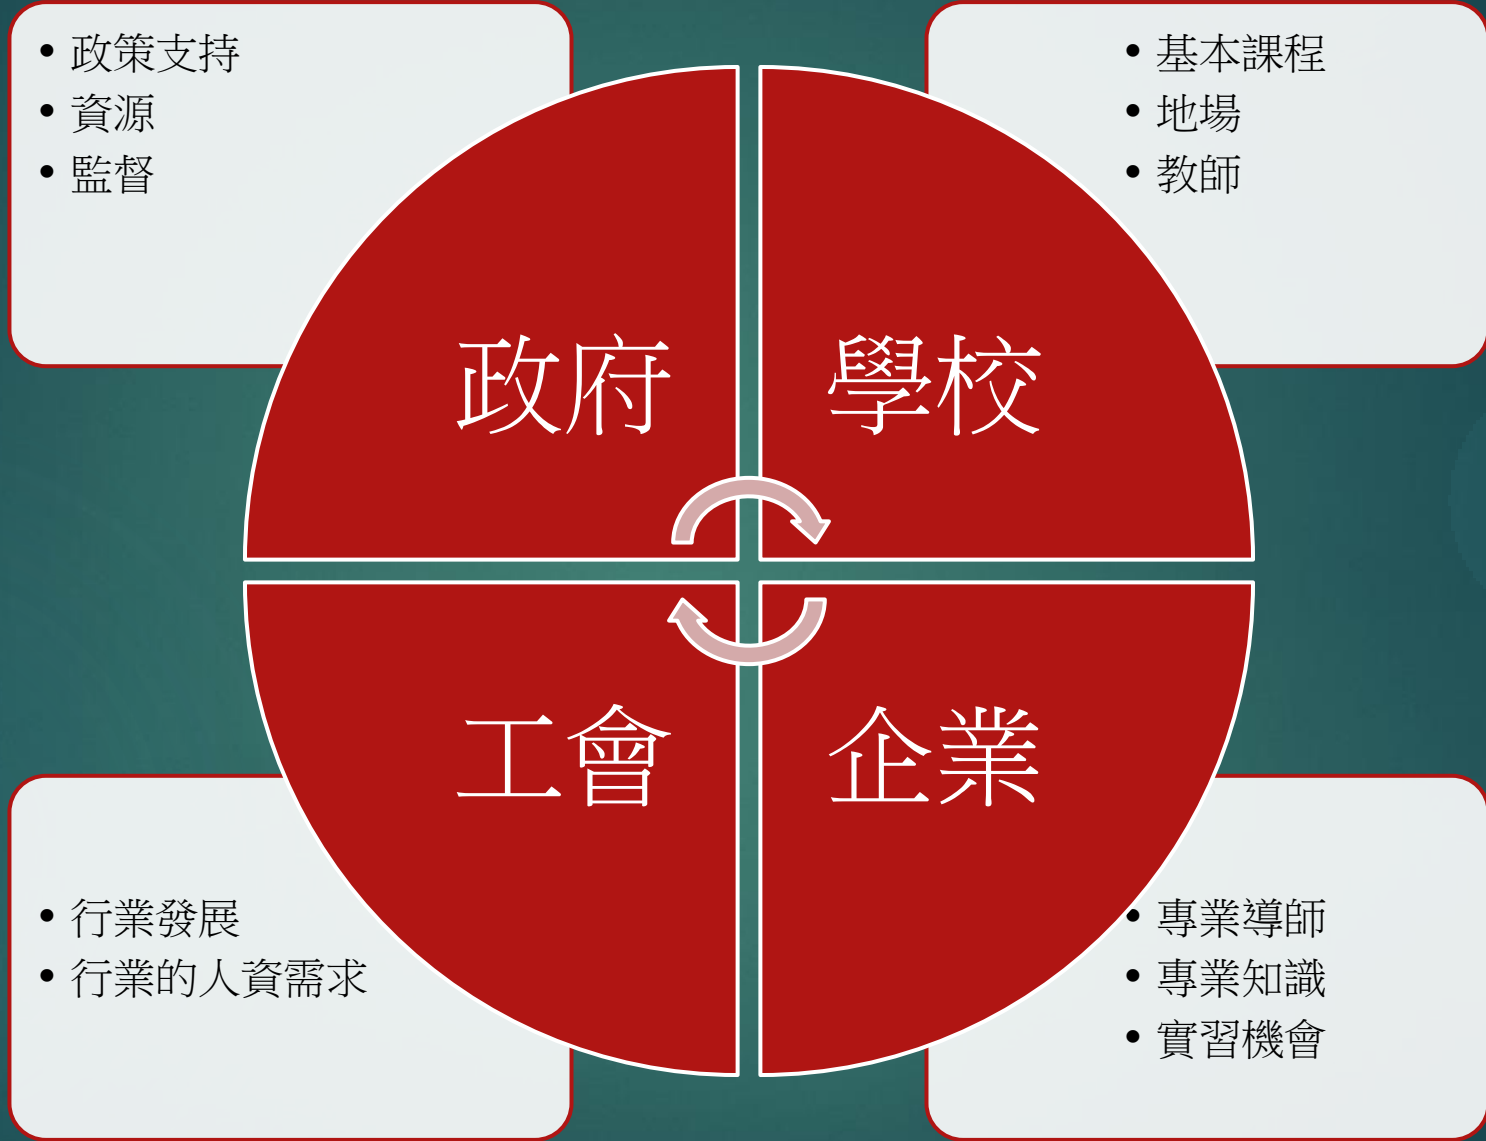 • 政策支持
• 資源
• 監督
• 基本課程
• 地場
• 教師
政府
學校
工會
企業
• 行業發展
• 行業的人資需求
• 專業導師
• 專業知識
• 實習機會